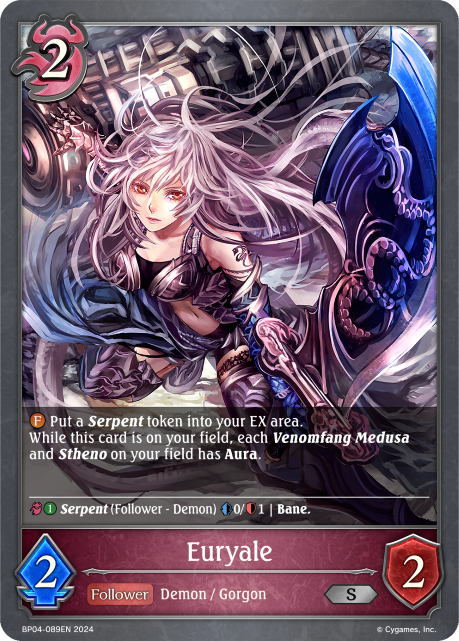 2
F Put a Serpent token into your EX area.
While this card is on your field, each Venomfang Medusa
and Stheno on your field has Aura.
1 Serpent (Follower - Demon) 0/ 1 | Bane.
Euryale
2
Follower Demon / Gorgon S
2
BP04-089EN 2024 © Cygames, Inc.